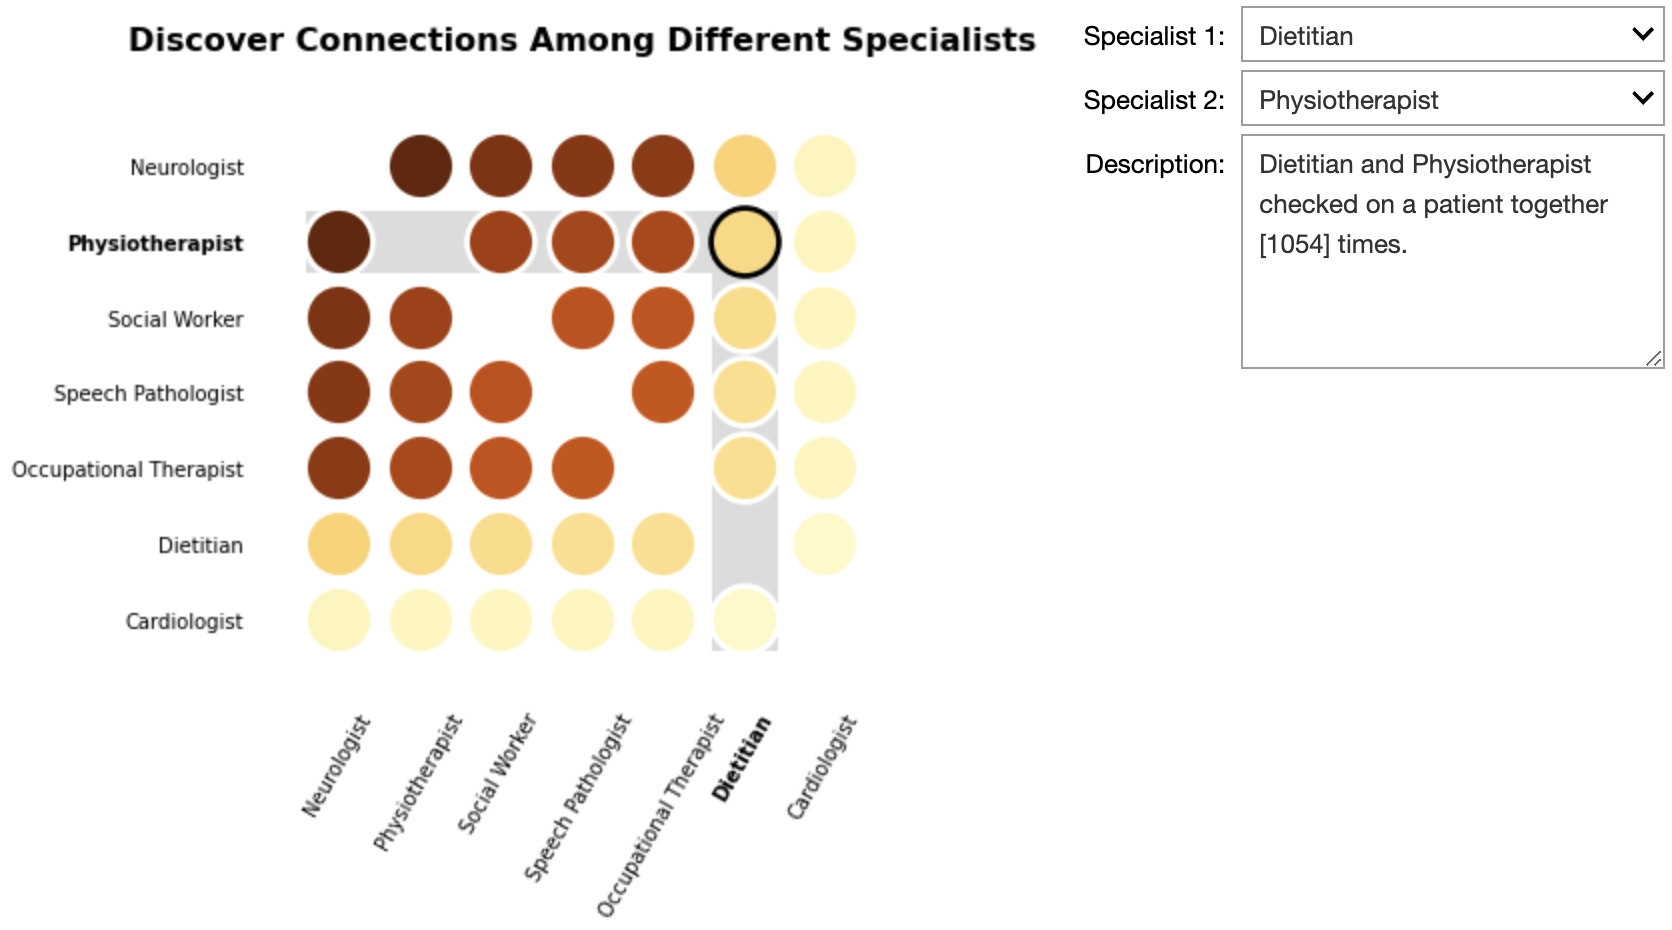 Discover Connections Among Different Specialists
Specialist 1:
Dietitian
Specialist 2:
Physiotherapist
Description:
Dietitian and Physiotherapist
checked on a patient together
[1054] times.
Neurologist
Physiotherapist
Social Worker
Speech Pathologist
Occupational Therapist
Dietitian
Cardiologist
Neurologist
Physiotherapist
Social Worker
Speech Pathologist
Occupational Therapist
Dietitian
Cardiologist